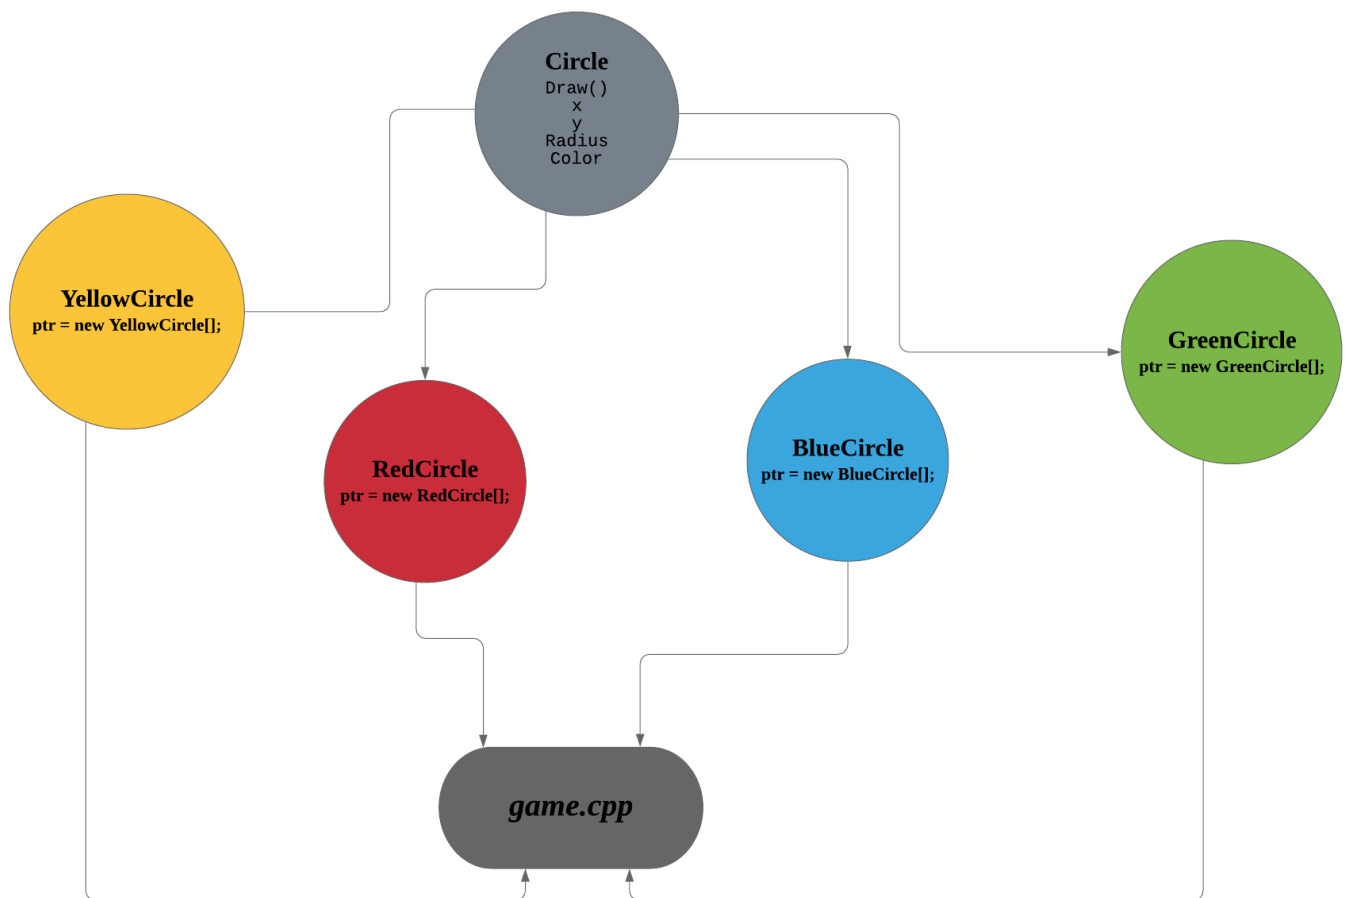 Circle
Draw()
x
y
Radius
Color
YellowCircle
ptr = new YellowCircle[];
GreenCircle
ptr = new GreenCircle[];
RedCircle
ptr = new RedCircle[];
BlueCircle
ptr = new BlueCircle[];
game.cpp